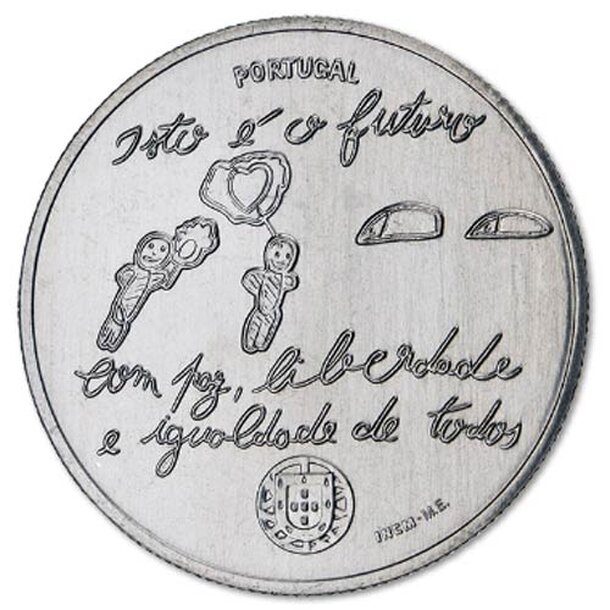 PORTUGAL
Isto é o futuro
com paz, liberdade
e igualdade de todos
INCM - M.E.